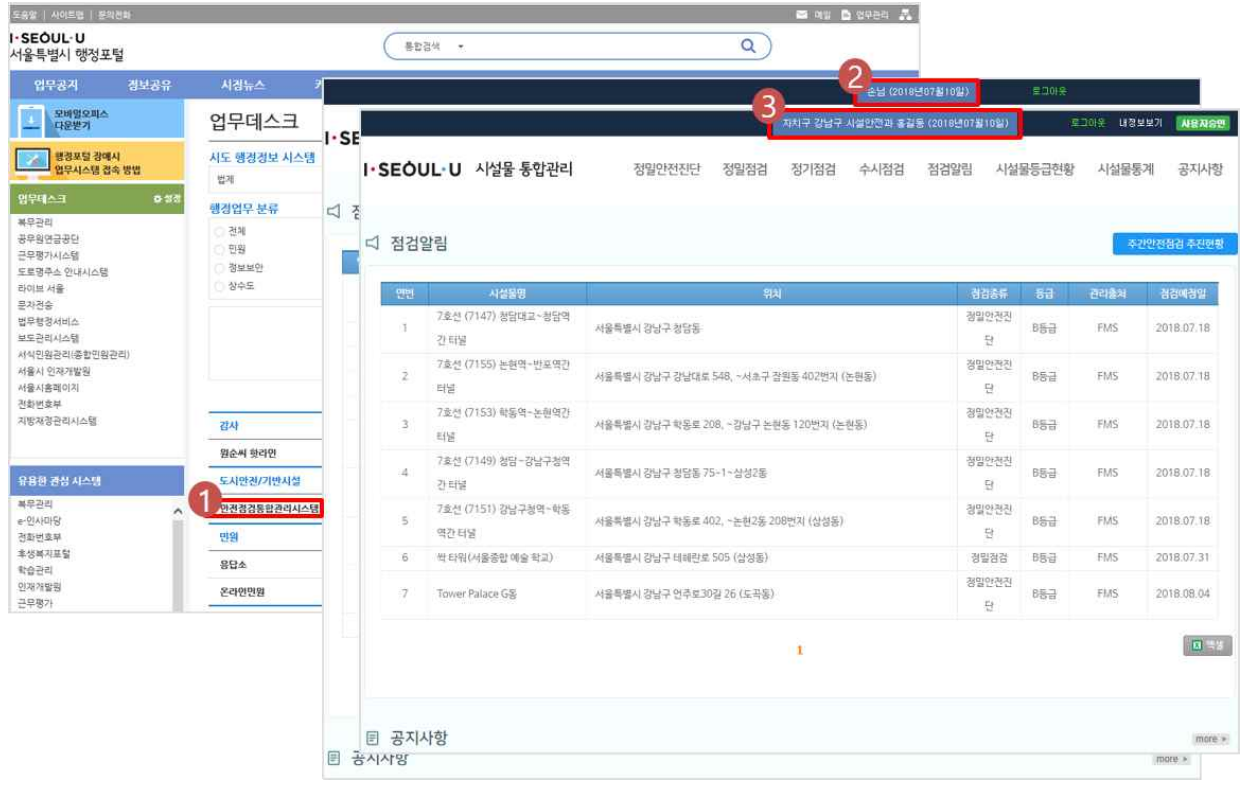 도움말 | 사이트맵 | 문의전화
메일 업무관리
I·SEOUL·U
서울특별시 행정포털
통합검색
업무공지 정보공유 시정뉴스
모바일오피스
다운받기
행정포털 장애시
업무시스템 접속 방법
업무데스크 설정
복무관리
공무원연금공단
근무평가시스템
도로명주소 안내시스템
라이브 서울
문자전송
법무행정서비스
보도관리시스템
서식민원관리(종합민원관리)
서울시 인재개발원
서울시홈페이지
전화번호부
지방재정관리시스템
유용한 관심 시스템
복무관리
e-인사마당
전화번호부
후생복지포털
학습관리
인재개발원
근무평가
업무데스크
시도 행정정보 시스템
법제
행정업무 분류
전체
민원
정보보안
상수도
감사
원순씨 핫라인
도시안전/기반시설
1
안전점검통합관리시스템
민원
응답소
온라인민원
2
손님 (2018년07월10일)
로그아웃
I·SE
공지사항
more
3
자치구 강남구 시설안전과 홍길동 (2018년07월10일)
로그아웃 내정보보기 사용자승인
I·SEOUL·U 시설물 통합관리
정밀안전진단 정밀점검 정기점검 수시점검 점검알림 시설물등급현황 시설물통계 공지사항
점검알림
주간안전점검 추진현황
연번 시설물명 위치 점검종류 등급 관리출처 점검예정일
1 7호선 (7147) 청담대교~청담역간 터널 서울특별시 강남구 청담동 정밀안전진단 B등급 FMS 2018.07.18
2 7호선 (7155) 논현역~반포역간 터널 서울특별시 강남구 강남대로 548, ~서초구 잠원동 402번지 (논현동) 정밀안전진단 B등급 FMS 2018.07.18
3 7호선 (7153) 학동역~논현역간 터널 서울특별시 강남구 학동로 208, ~강남구 논현동 120번지 (논현동) 정밀안전진단 B등급 FMS 2018.07.18
4 7호선 (7149) 청담~강남구청역간 터널 서울특별시 강남구 청담동 75-1~삼성2동 정밀안전진단 B등급 FMS 2018.07.18
5 7호선 (7151) 강남구청역~학동역간 터널 서울특별시 강남구 학동로 402, ~논현2동 208번지 (삼성동) 정밀안전진단 B등급 FMS 2018.07.18
6 싹 타워(서울종합 예술 학교) 서울특별시 강남구 테헤란로 505 (삼성동) 정밀점검 B등급 FMS 2018.07.31
7 Tower Palace G동 서울특별시 강남구 언주로30길 26 (도곡동) 정밀안전진단 B등급 FMS 2018.08.04
1
엑셀
공지사항
more